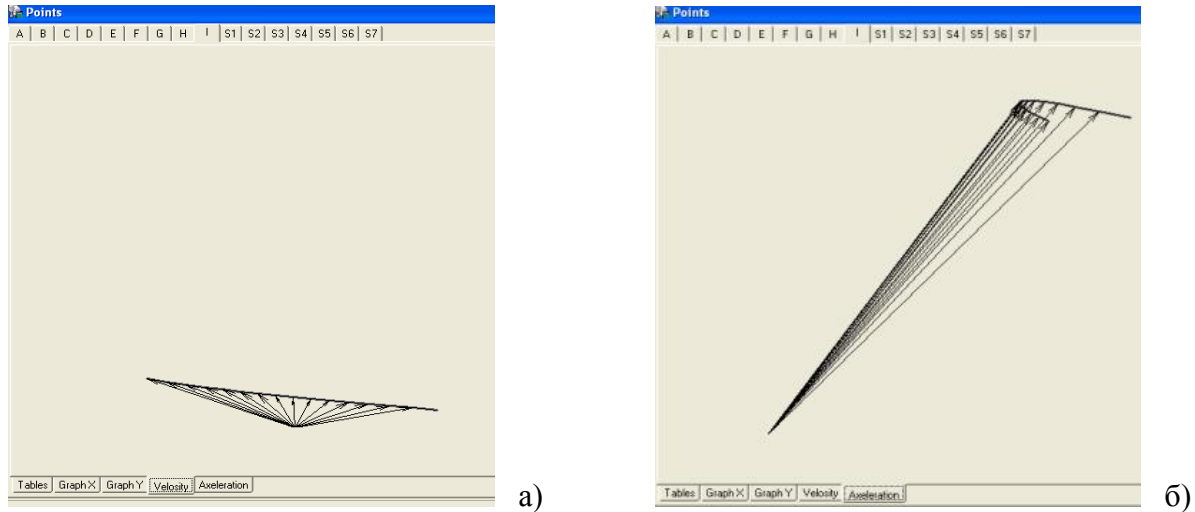 Points
A B C D E F G H I S1 S2 S3 S4 S5 S6 S7
Tables Graph X Graph Y Velosity Axeleration
а)
Points
A B C D E F G H I S1 S2 S3 S4 S5 S6 S7
Tables Graph X Graph Y Velosity Axeleration
б)